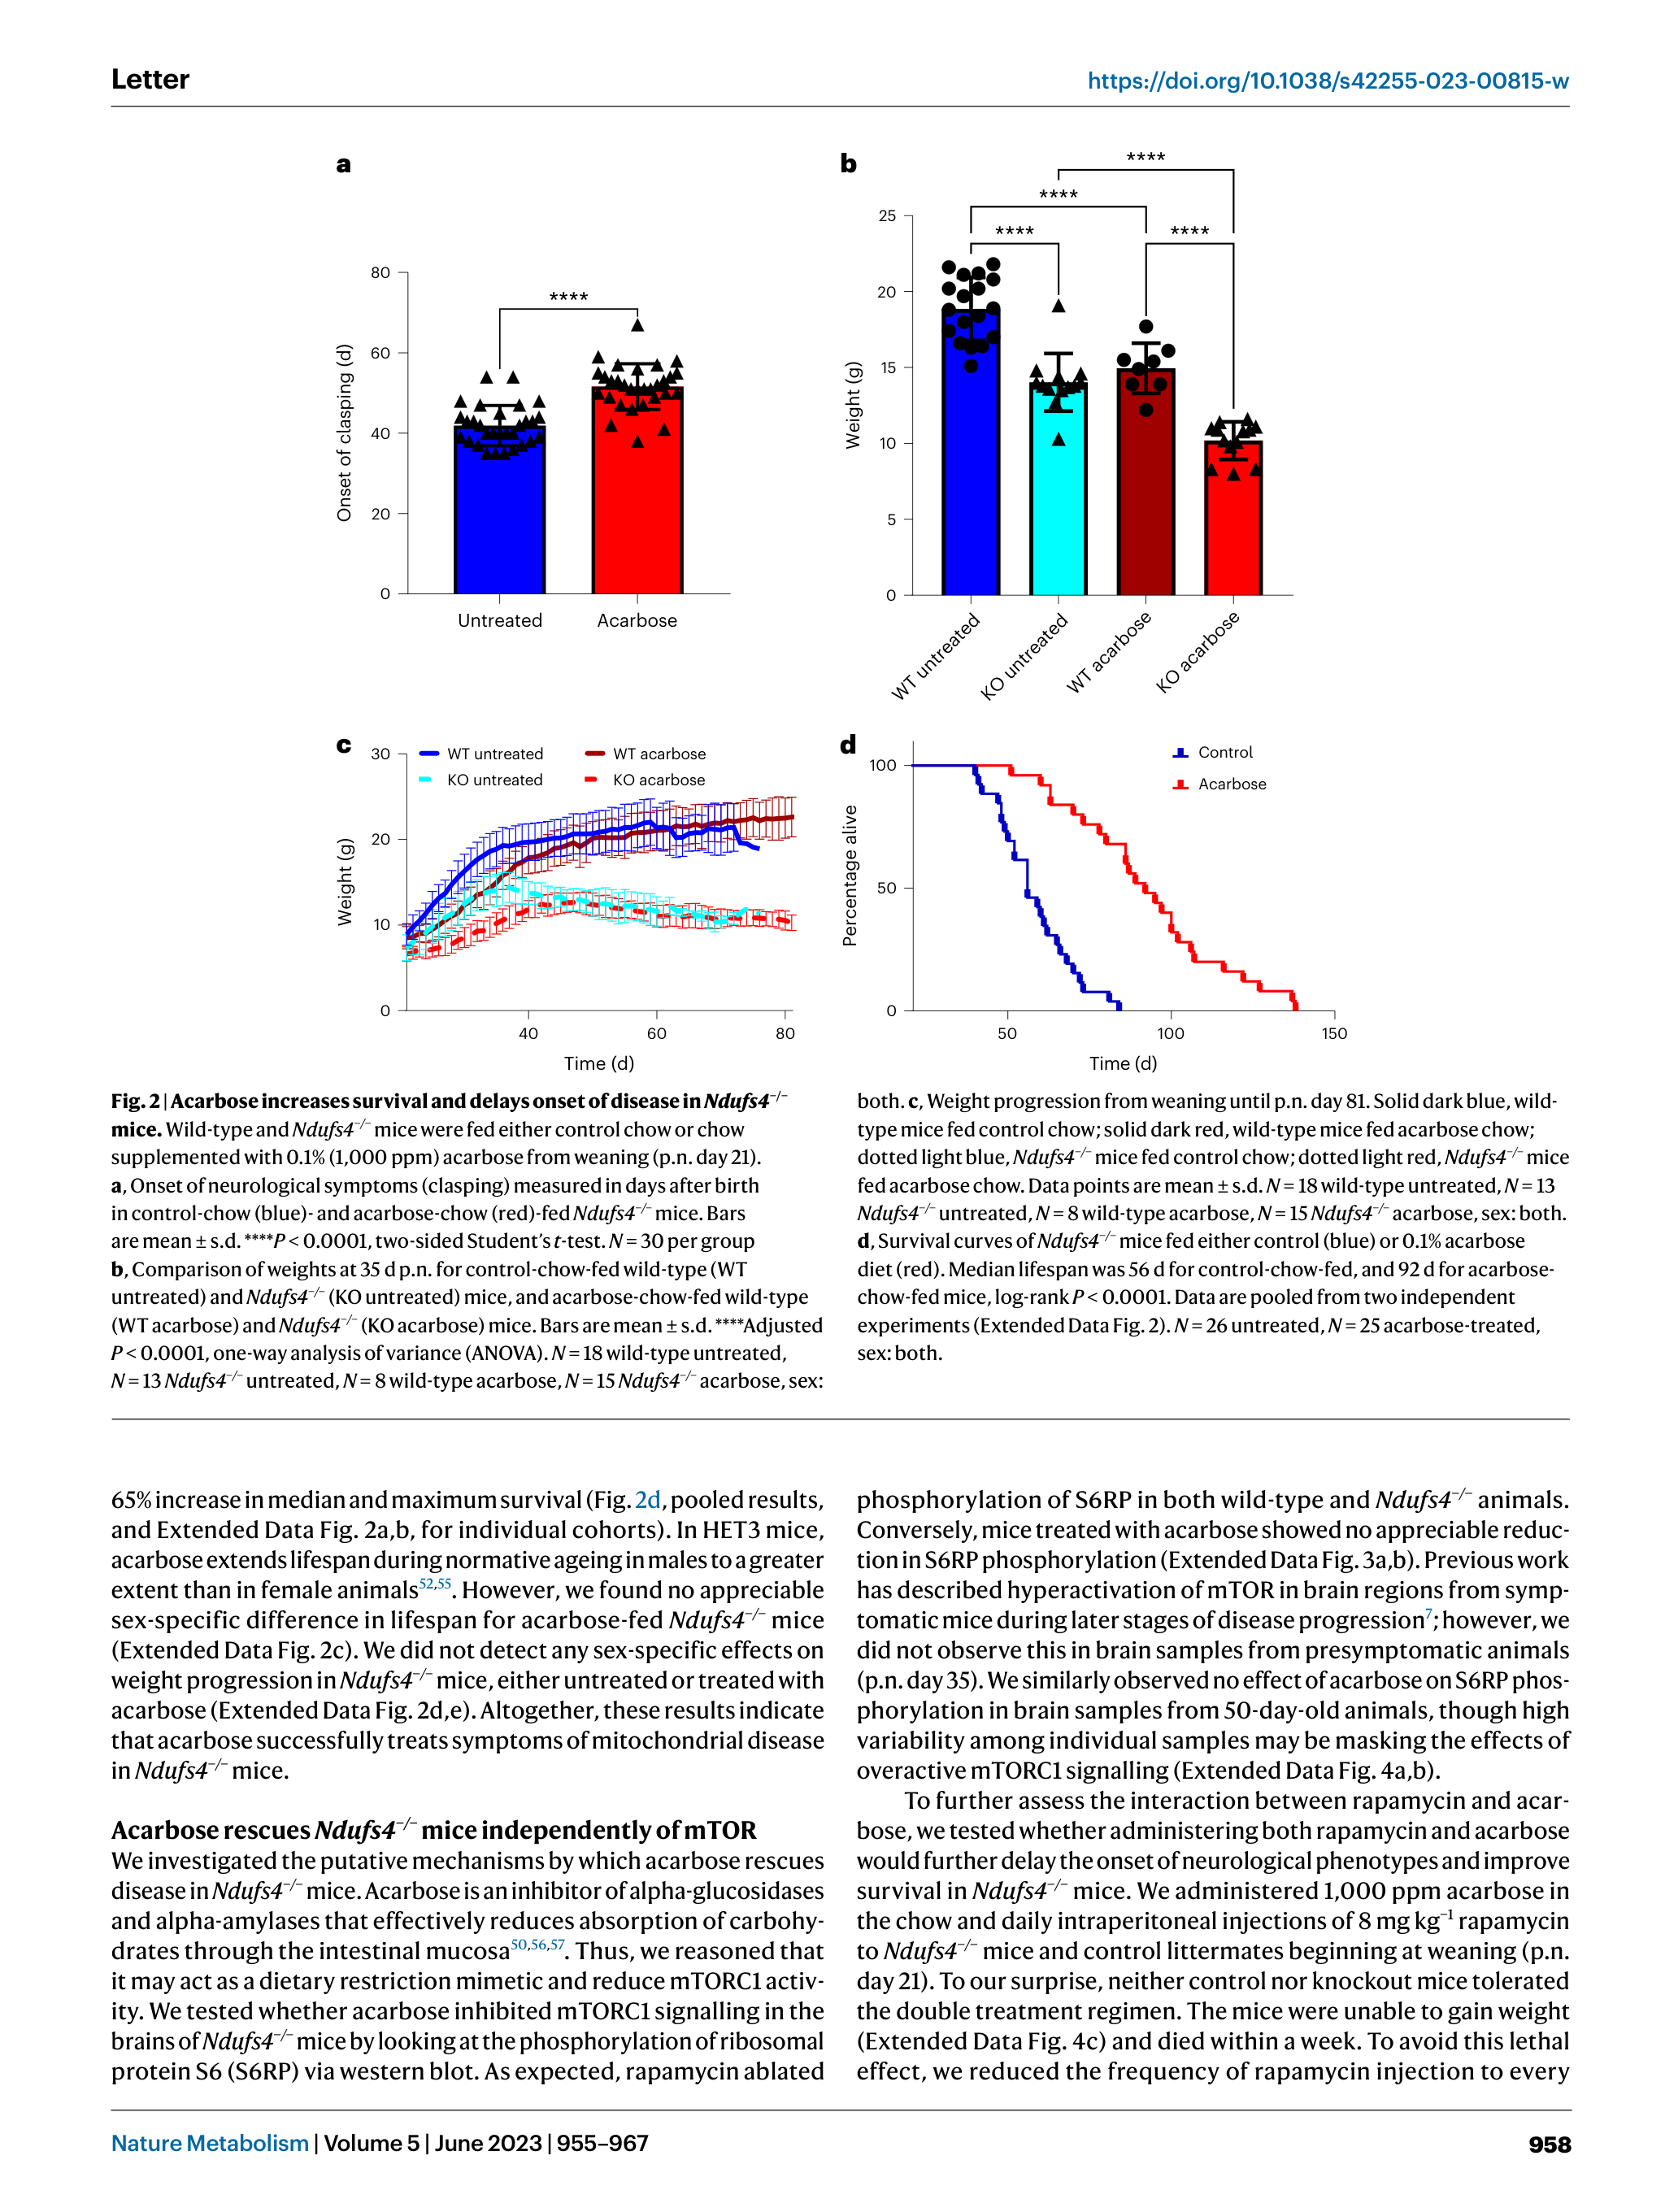 Letter
https://doi.org/10.1038/s42255-023-00815-w
a
80
60
40
20
0
Onset of clasping (d)
****
Untreated
Acarbose
b
25
20
15
10
5
0
Weight (g)
****
****
****
****
WT untreated
KO untreated
WT acarbose
KO acarbose
c
30
20
10
0
Weight (g)
WT untreated
WT acarbose
KO untreated
KO acarbose
40
60
80
Time (d)
d
100
50
0
Percentage alive
Control
Acarbose
50
100
150
Time (d)
Fig. 2 | Acarbose increases survival and delays onset of disease in Ndufs4−/−
mice. Wild-type and Ndufs4−/− mice were fed either control chow or chow
supplemented with 0.1% (1,000 ppm) acarbose from weaning (p.n. day 21).
a, Onset of neurological symptoms (clasping) measured in days after birth
in control-chow (blue)- and acarbose-chow (red)-fed Ndufs4−/− mice. Bars
are mean ± s.d. ****P < 0.0001, two-sided Student's t-test. N = 30 per group
b, Comparison of weights at 35 d p.n. for control-chow-fed wild-type (WT
untreated) and Ndufs4−/− (KO untreated) mice, and acarbose-chow-fed wild-type
(WT acarbose) and Ndufs4−/− (KO acarbose) mice. Bars are mean ± s.d. ****Adjusted
P < 0.0001, one-way analysis of variance (ANOVA). N = 18 wild-type untreated,
N = 13 Ndufs4−/− untreated, N = 8 wild-type acarbose, N = 15 Ndufs4−/− acarbose, sex:
both. c, Weight progression from weaning until p.n. day 81. Solid dark blue, wild-
type mice fed control chow; solid dark red, wild-type mice fed acarbose chow;
dotted light blue, Ndufs4−/− mice fed control chow; dotted light red, Ndufs4−/− mice
fed acarbose chow. Data points are mean ± s.d. N = 18 wild-type untreated, N = 13
Ndufs4−/− untreated, N = 8 wild-type acarbose, N = 15 Ndufs4−/− acarbose, sex: both.
d, Survival curves of Ndufs4−/− mice fed either control (blue) or 0.1% acarbose
diet (red). Median lifespan was 56 d for control-chow-fed, and 92 d for acarbose-
chow-fed mice, log-rank P < 0.0001. Data are pooled from two independent
experiments (Extended Data Fig. 2). N = 26 untreated, N = 25 acarbose-treated,
sex: both.
65% increase in median and maximum survival (Fig. 2d, pooled results,
and Extended Data Fig. 2a,b, for individual cohorts). In HET3 mice,
acarbose extends lifespan during normative ageing in males to a greater
extent than in female animals52,55. However, we found no appreciable
sex-specific difference in lifespan for acarbose-fed Ndufs4−/− mice
(Extended Data Fig. 2c). We did not detect any sex-specific effects on
weight progression in Ndufs4−/− mice, either untreated or treated with
acarbose (Extended Data Fig. 2d,e). Altogether, these results indicate
that acarbose successfully treats symptoms of mitochondrial disease
in Ndufs4−/− mice.
Acarbose rescues Ndufs4−/− mice independently of mTOR
We investigated the putative mechanisms by which acarbose rescues
disease in Ndufs4−/− mice. Acarbose is an inhibitor of alpha-glucosidases
and alpha-amylases that effectively reduces absorption of carbohy-
drates through the intestinal mucosa50,56,57. Thus, we reasoned that
it may act as a dietary restriction mimetic and reduce mTORC1 activ-
ity. We tested whether acarbose inhibited mTORC1 signalling in the
brains of Ndufs4−/− mice by looking at the phosphorylation of ribosomal
protein S6 (S6RP) via western blot. As expected, rapamycin ablated
phosphorylation of S6RP in both wild-type and Ndufs4−/− animals.
Conversely, mice treated with acarbose showed no appreciable reduc-
tion in S6RP phosphorylation (Extended Data Fig. 3a,b). Previous work
has described hyperactivation of mTOR in brain regions from symp-
tomatic mice during later stages of disease progression7; however, we
did not observe this in brain samples from presymptomatic animals
(p.n. day 35). We similarly observed no effect of acarbose on S6RP phos-
phorylation in brain samples from 50-day-old animals, though high
variability among individual samples may be masking the effects of
overactive mTORC1 signalling (Extended Data Fig. 4a,b).
To further assess the interaction between rapamycin and acar-
bose, we tested whether administering both rapamycin and acarbose
would further delay the onset of neurological phenotypes and improve
survival in Ndufs4−/− mice. We administered 1,000 ppm acarbose in
the chow and daily intraperitoneal injections of 8 mg kg−1 rapamycin
to Ndufs4−/− mice and control littermates beginning at weaning (p.n.
day 21). To our surprise, neither control nor knockout mice tolerated
the double treatment regimen. The mice were unable to gain weight
(Extended Data Fig. 4c) and died within a week. To avoid this lethal
effect, we reduced the frequency of rapamycin injection to every
Nature Metabolism | Volume 5 | June 2023 | 955–967
958